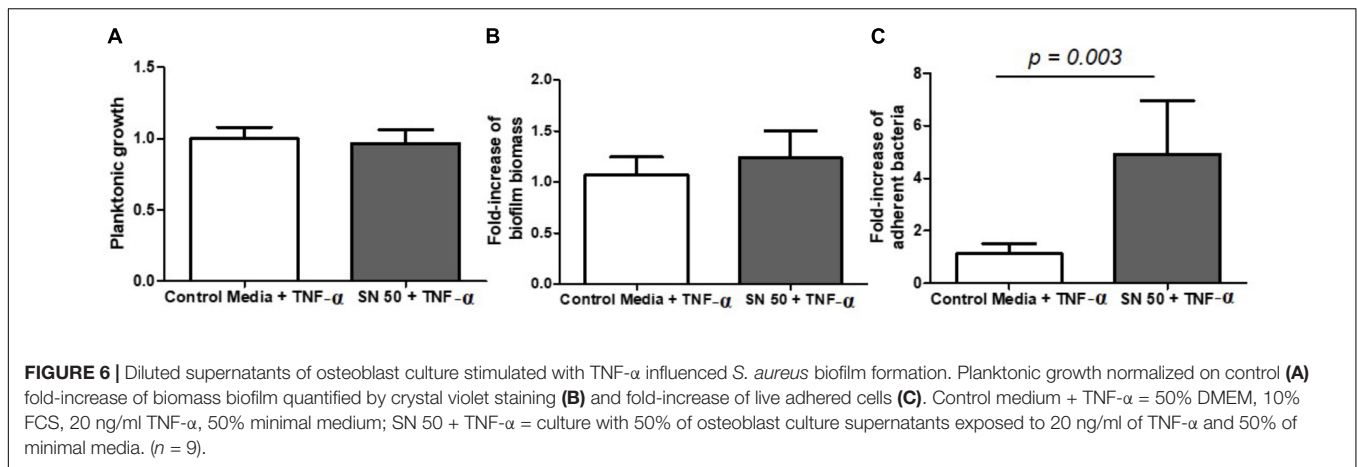 A
Planktonic growth
1.5
1.0
0.5
0.0
Control Media + TNF-α
SN 50 + TNF-α
B
Fold-increase of
biofilm biomass
2.0
1.5
1.0
0.5
0.0
Control Media + TNF-α
SN 50 + TNF-α
C
p = 0.003
Fold-increase of
adherent bacteria
8
6
4
2
0
Control Media + TNF-α
SN 50 + TNF-α
FIGURE 6 | Diluted supernatants of osteoblast culture stimulated with TNF-α influenced S. aureus biofilm formation. Planktonic growth normalized on control (A)
fold-increase of biomass biofilm quantified by crystal violet staining (B) and fold-increase of live adhered cells (C). Control medium + TNF-α = 50% DMEM, 10%
FCS, 20 ng/ml TNF-α, 50% minimal medium; SN 50 + TNF-α = culture with 50% of osteoblast culture supernatants exposed to 20 ng/ml of TNF-α and 50% of
minimal media. (n = 9).